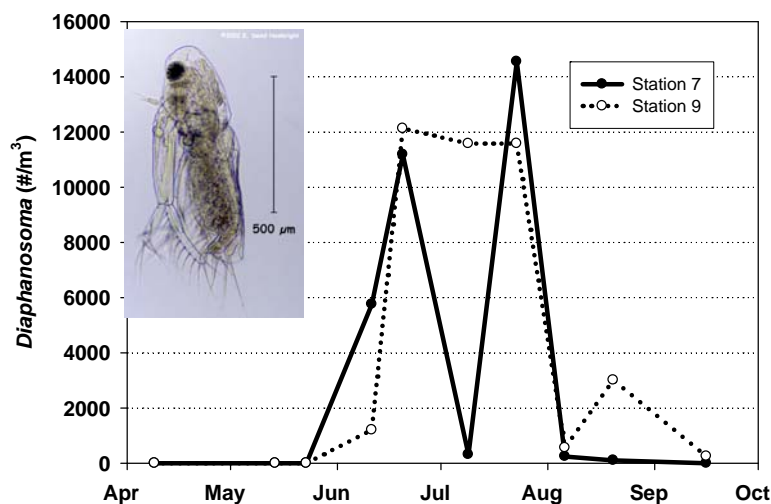 16000
14000
12000
10000
8000
6000
4000
2000
0
Diaphanosoma (#/m³)
500 µm
Station 7
Station 9
Apr May Jun Jul Aug Sep Oct